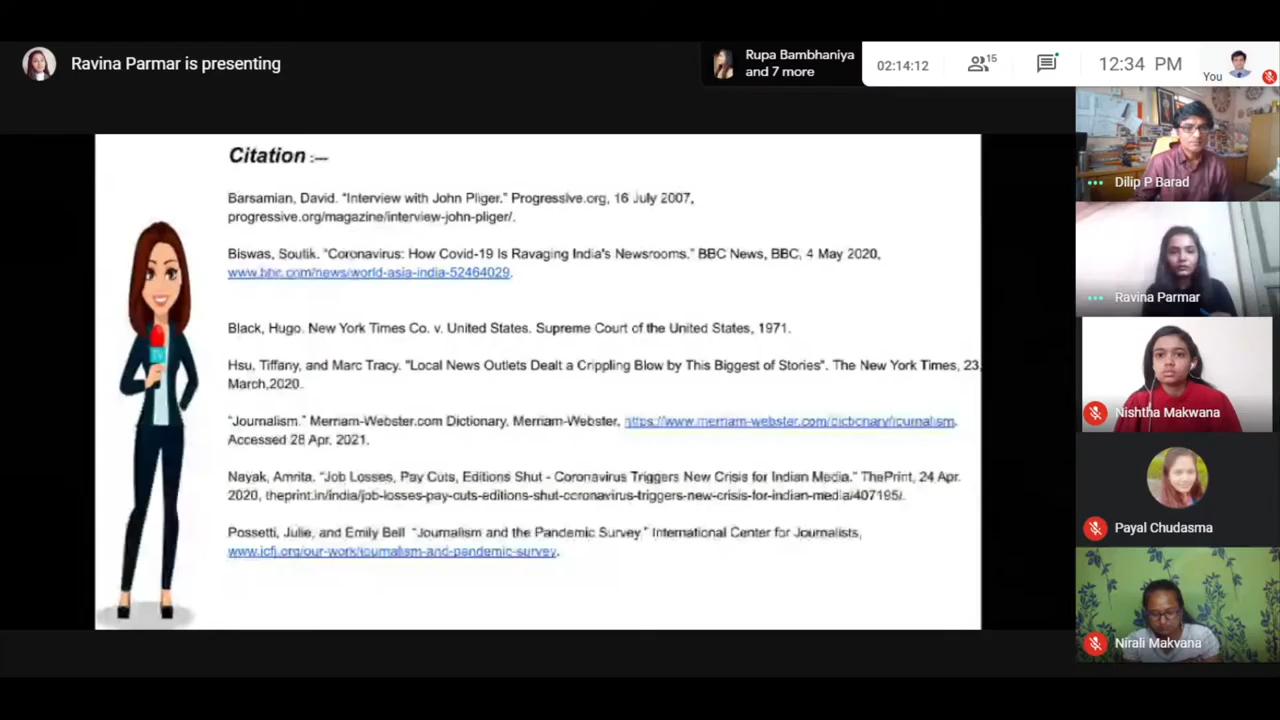 Ravina Parmar is presenting
Rupa Bambhaniya
and 7 more
02:14:12
15
12:34 PM
You
Citation :---
Barsamian, David. “Interview with John Pliger.” Progressive.org, 16 July 2007,
progressive.org/magazine/interview-john-pliger/.
Biswas, Soutik. “Coronavirus: How Covid-19 Is Ravaging India's Newsrooms.” BBC News, BBC, 4 May 2020,
www.bbc.com/news/world-asia-india-52464029.
Black, Hugo. New York Times Co. v. United States. Supreme Court of the United States, 1971.
Hsu, Tiffany, and Marc Tracy. “Local News Outlets Dealt a Crippling Blow by This Biggest of Stories”. The New York Times, 23,
March,2020.
“Journalism.” Merriam-Webster.com Dictionary, Merriam-Webster, https://www.merriam-webster.com/dictionary/journalism.
Accessed 28 Apr. 2021.
Nayak, Amrita. “Job Losses, Pay Cuts, Editions Shut - Coronavirus Triggers New Crisis for Indian Media.” ThePrint, 24 Apr.
2020, theprint.in/india/job-losses-pay-cuts-editions-shut-coronavirus-triggers-new-crisis-for-indian-media/407195/.
Possetti, Julie, and Emily Bell “Journalism and the Pandemic Survey.” International Center for Journalists,
www.icfj.org/our-work/journalism-and-pandemic-survey.
Dilip P Barad
Ravina Parmar
Nishtha Makwana
Payal Chudasma
Nirali Makvana